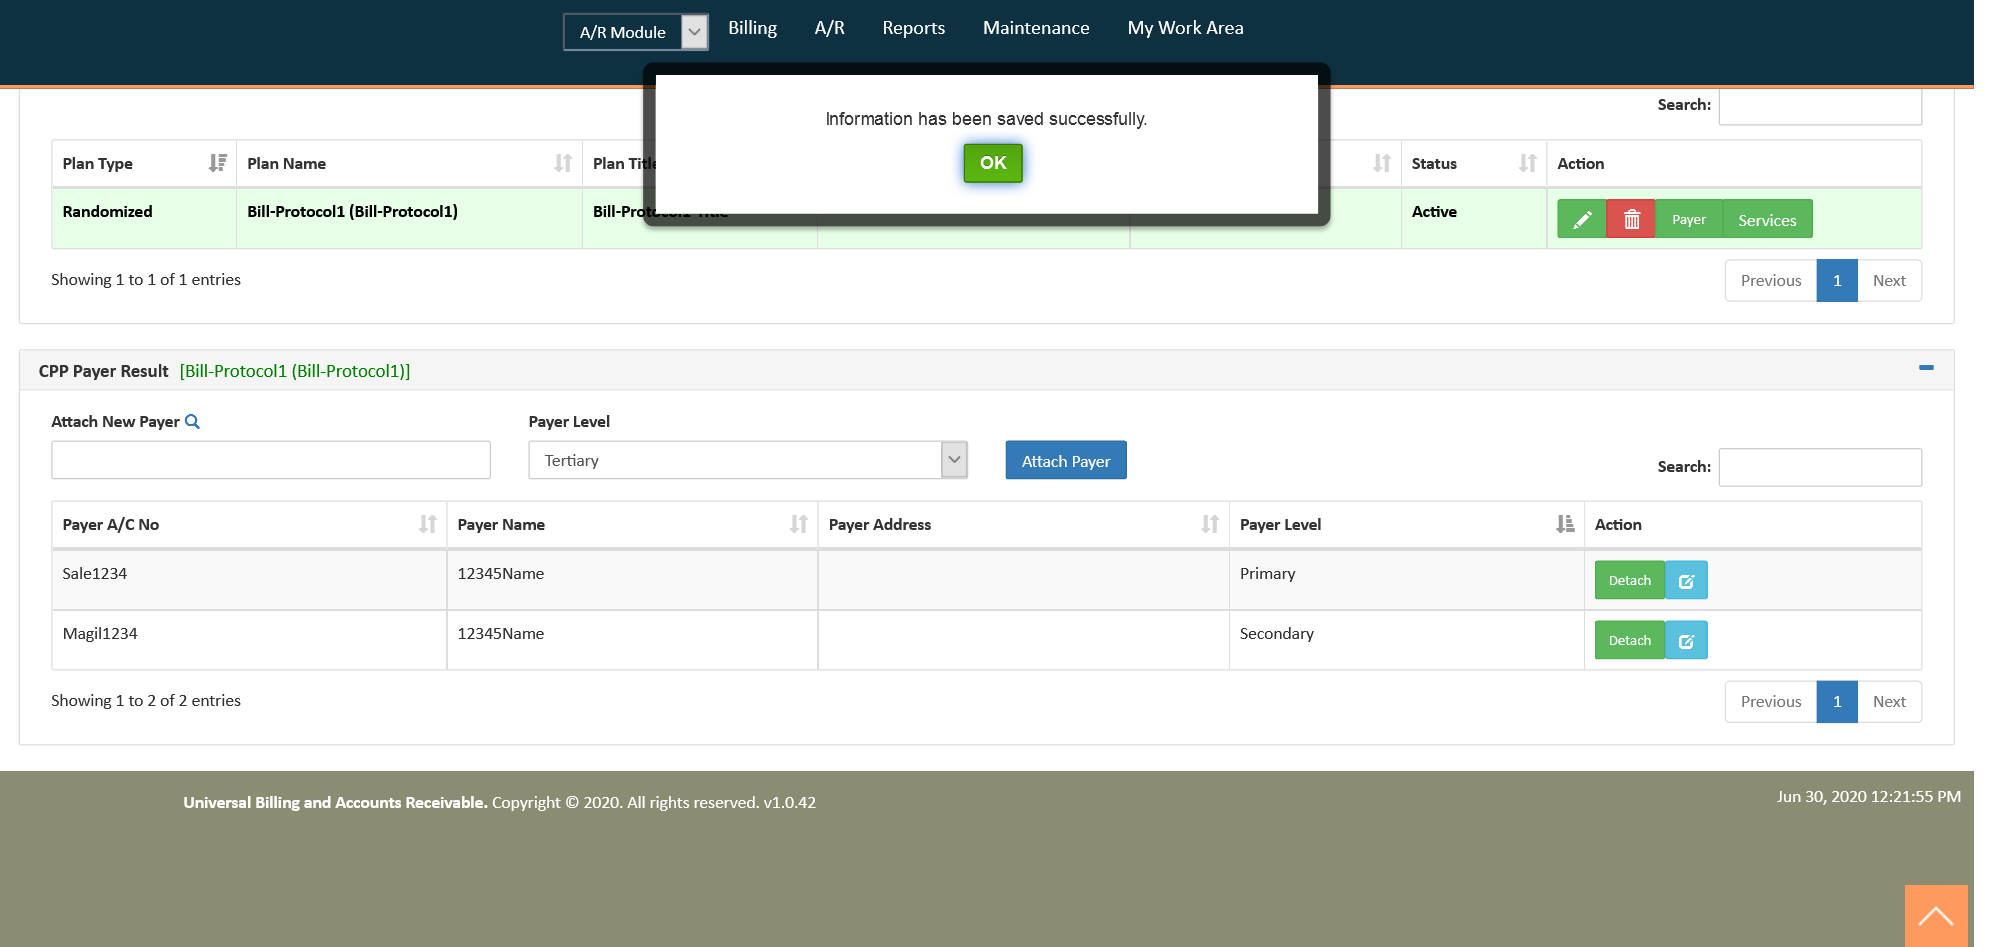 A/R Module Billing A/R Reports Maintenance My Work Area
Information has been saved successfully.
OK
Search:
Plan Type Plan Name Plan Title Status Action
Randomized Bill-Protocol1 (Bill-Protocol1) Bill-Protocol1 Title Active Payer Services
Showing 1 to 1 of 1 entries Previous 1 Next
CPP Payer Result [Bill-Protocol1 (Bill-Protocol1)]
Attach New Payer Payer Level
Tertiary Attach Payer Search:
Payer A/C No Payer Name Payer Address Payer Level Action
Sale1234 12345Name Primary Detach
Magil1234 12345Name Secondary Detach
Showing 1 to 2 of 2 entries Previous 1 Next
Universal Billing and Accounts Receivable. Copyright © 2020. All rights reserved. v1.0.42 Jun 30, 2020 12:21:55 PM